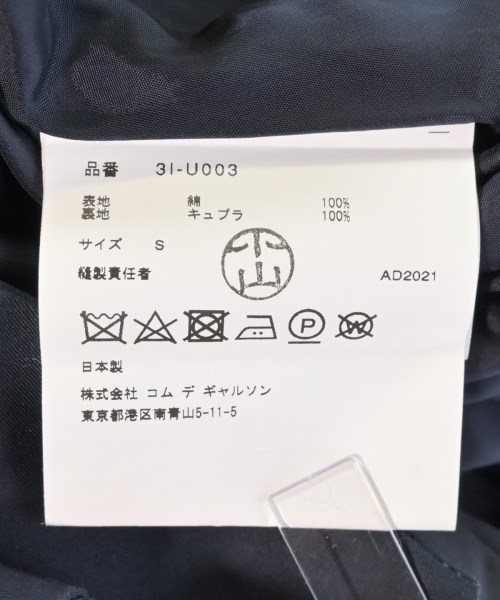 品番 3I-U003
表地 綿 100%
裏地 キュプラ 100%
サイズ S
下山
縫製責任者 AD2021
P W
日本製
株式会社 コム デ ギャルソン
東京都港区南青山5-11-5